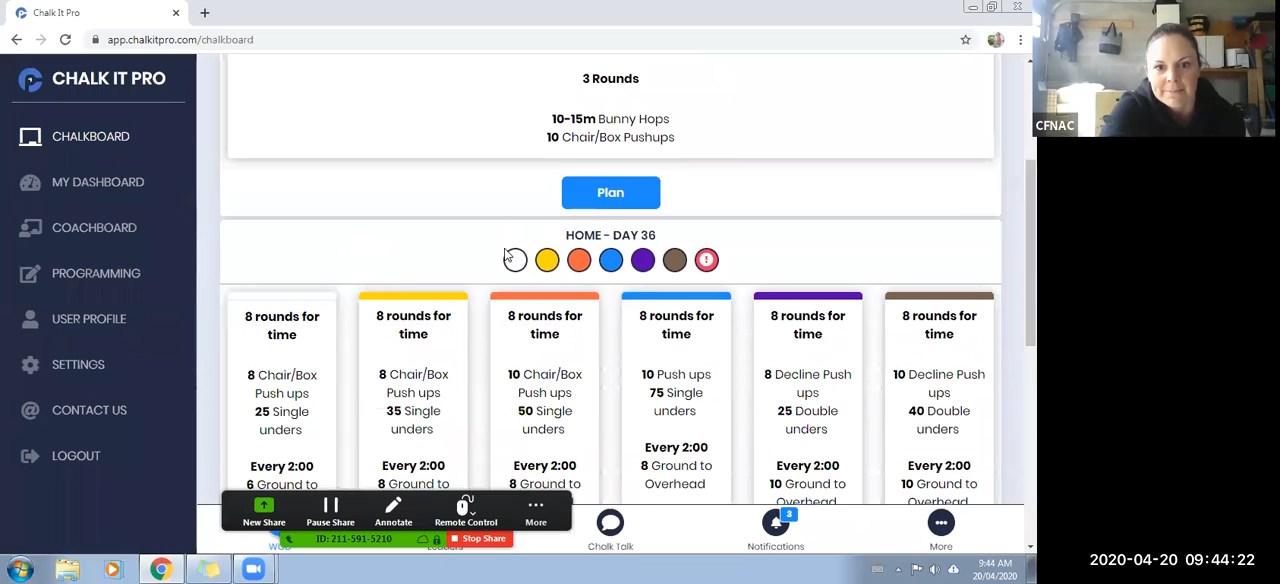 Chalk It Pro
app.chalkitpro.com/chalkboard
CHALK IT PRO
CHALKBOARD
MY DASHBOARD
COACHBOARD
PROGRAMMING
USER PROFILE
SETTINGS
CONTACT US
LOGOUT
3 Rounds
10-15m Bunny Hops
10 Chair/Box Pushups
Plan
HOME - DAY 36
8 rounds for
time
8 Chair/Box
Push ups
25 Single
unders
Every 2:00
6 Ground to
8 rounds for
time
8 Chair/Box
Push ups
35 Single
unders
Every 2:00
8 Ground to
8 rounds for
time
10 Chair/Box
Push ups
50 Single
unders
Every 2:00
8 Ground to
8 rounds for
time
10 Push ups
75 Single
unders
Every 2:00
8 Ground to
Overhead
8 rounds for
time
8 Decline Push
ups
25 Double
unders
Every 2:00
10 Ground to
Overhead
8 rounds for
time
10 Decline Push
ups
40 Double
unders
Every 2:00
10 Ground to
Overhead
New Share
Pause Share
Annotate
Remote Control
More
ID: 211-591-5210
Stop Share
Chalk Talk
3
Notifications
More
9:44 AM
20/04/2020
CFNAC
2020-04-20 09:44:22